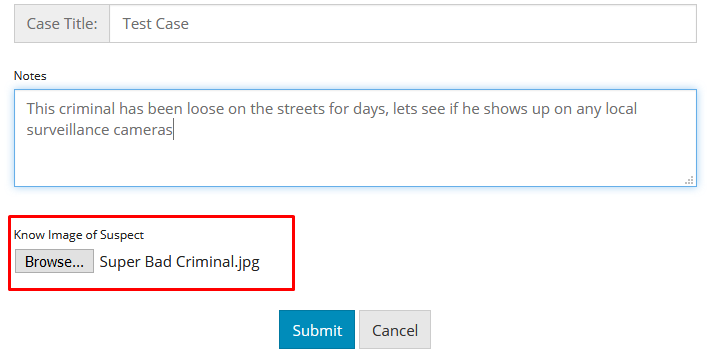 Case Title: Test Case
Notes
This criminal has been loose on the streets for days, lets see if he shows up on any local
surveillance cameras
Know Image of Suspect
Browse... Super Bad Criminal.jpg
Submit Cancel